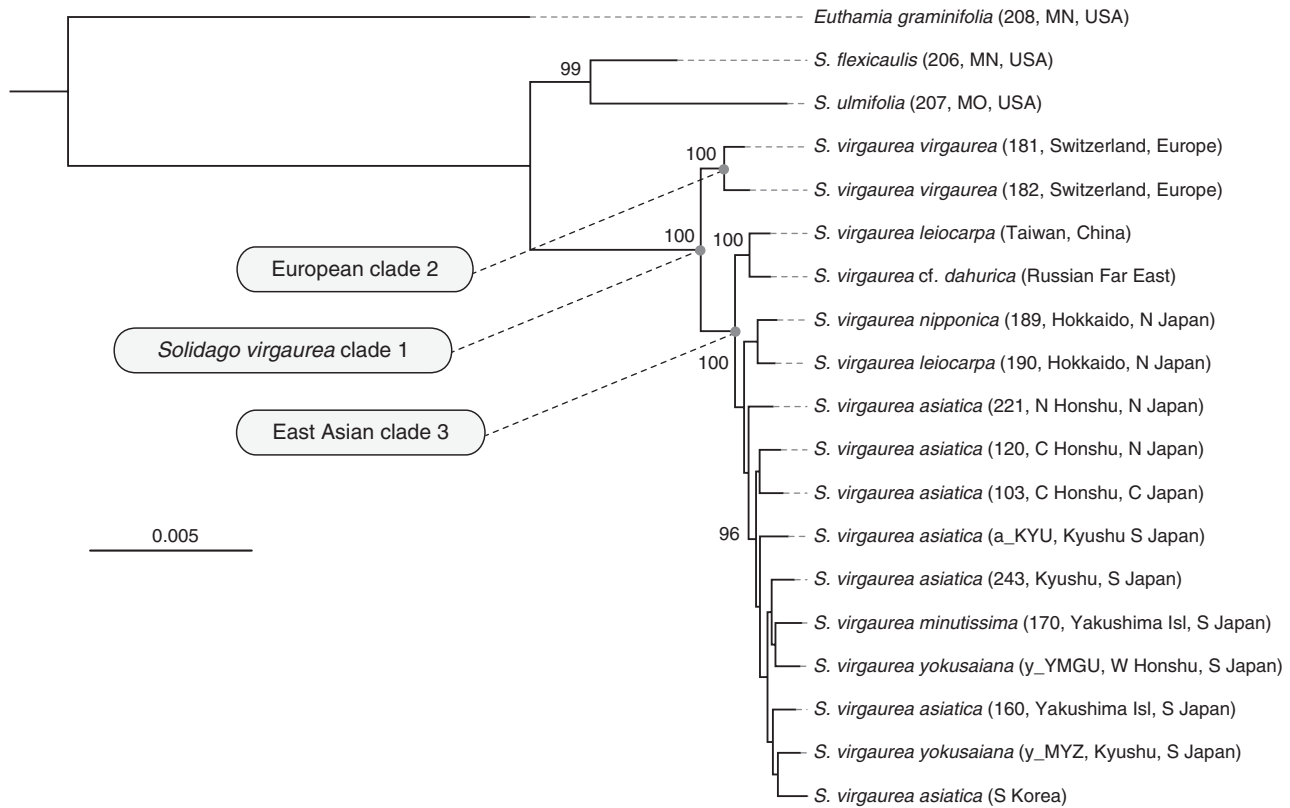 Euthamia graminifolia (208, MN, USA)
99
S. flexicaulis (206, MN, USA)
S. ulmifolia (207, MO, USA)
100
S. virgaurea virgaurea (181, Switzerland, Europe)
S. virgaurea virgaurea (182, Switzerland, Europe)
100
100
S. virgaurea leiocarpa (Taiwan, China)
European clade 2
S. virgaurea cf. dahurica (Russian Far East)
S. virgaurea nipponica (189, Hokkaido, N Japan)
Solidago virgaurea clade 1
100
S. virgaurea leiocarpa (190, Hokkaido, N Japan)
S. virgaurea asiatica (221, N Honshu, N Japan)
East Asian clade 3
S. virgaurea asiatica (120, C Honshu, N Japan)
S. virgaurea asiatica (103, C Honshu, C Japan)
0.005
96
S. virgaurea asiatica (a_KYU, Kyushu S Japan)
S. virgaurea asiatica (243, Kyushu, S Japan)
S. virgaurea minutissima (170, Yakushima Isl, S Japan)
S. virgaurea yokusaiana (y_YMGU, W Honshu, S Japan)
S. virgaurea asiatica (160, Yakushima Isl, S Japan)
S. virgaurea yokusaiana (y_MYZ, Kyushu, S Japan)
S. virgaurea asiatica (S Korea)